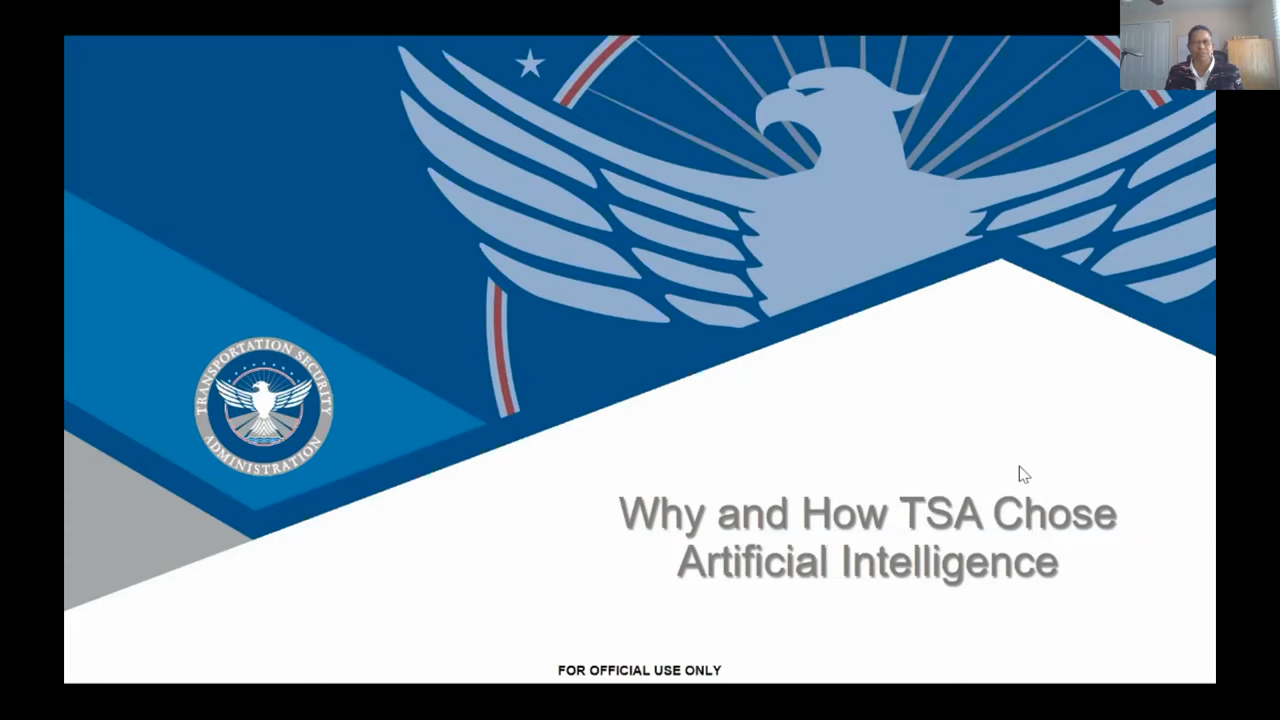 TRANSPORTATION SECURITY
ADMINISTRATION
Why and How TSA Chose
Artificial Intelligence
FOR OFFICIAL USE ONLY